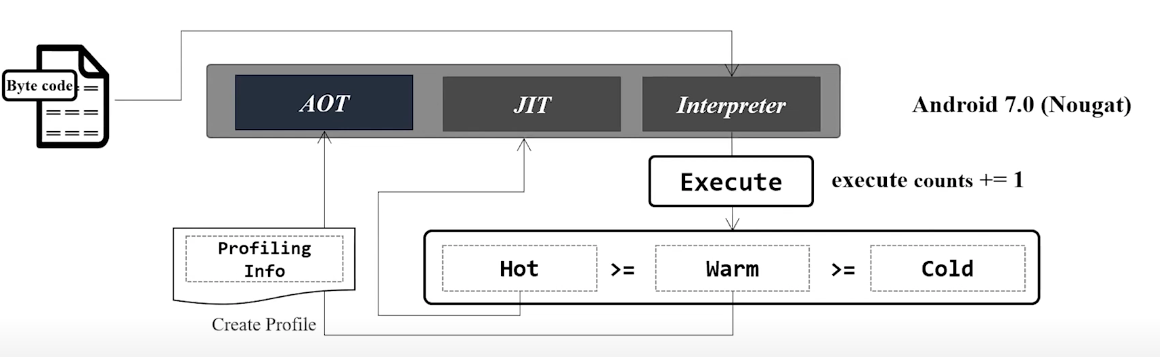 Byte code
AOT
JIT
Interpreter
Android 7.0 (Nougat)
Execute
execute counts += 1
Profiling
Info
Hot >= Warm >= Cold
Create Profile